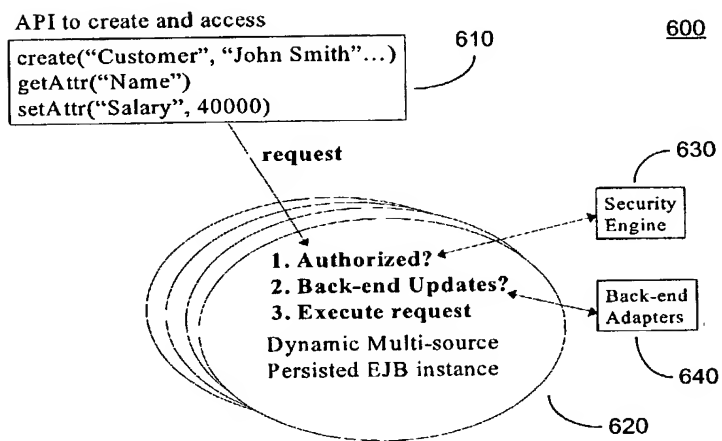 API to create and access
600
create("Customer", "John Smith"...)
getAttr("Name")
setAttr("Salary", 40000)
610
request
630
Security
Engine
1. Authorized?
2. Back-end Updates?
3. Execute request
Back-end
Adapters
Dynamic Multi-source
Persisted EJB instance
640
620